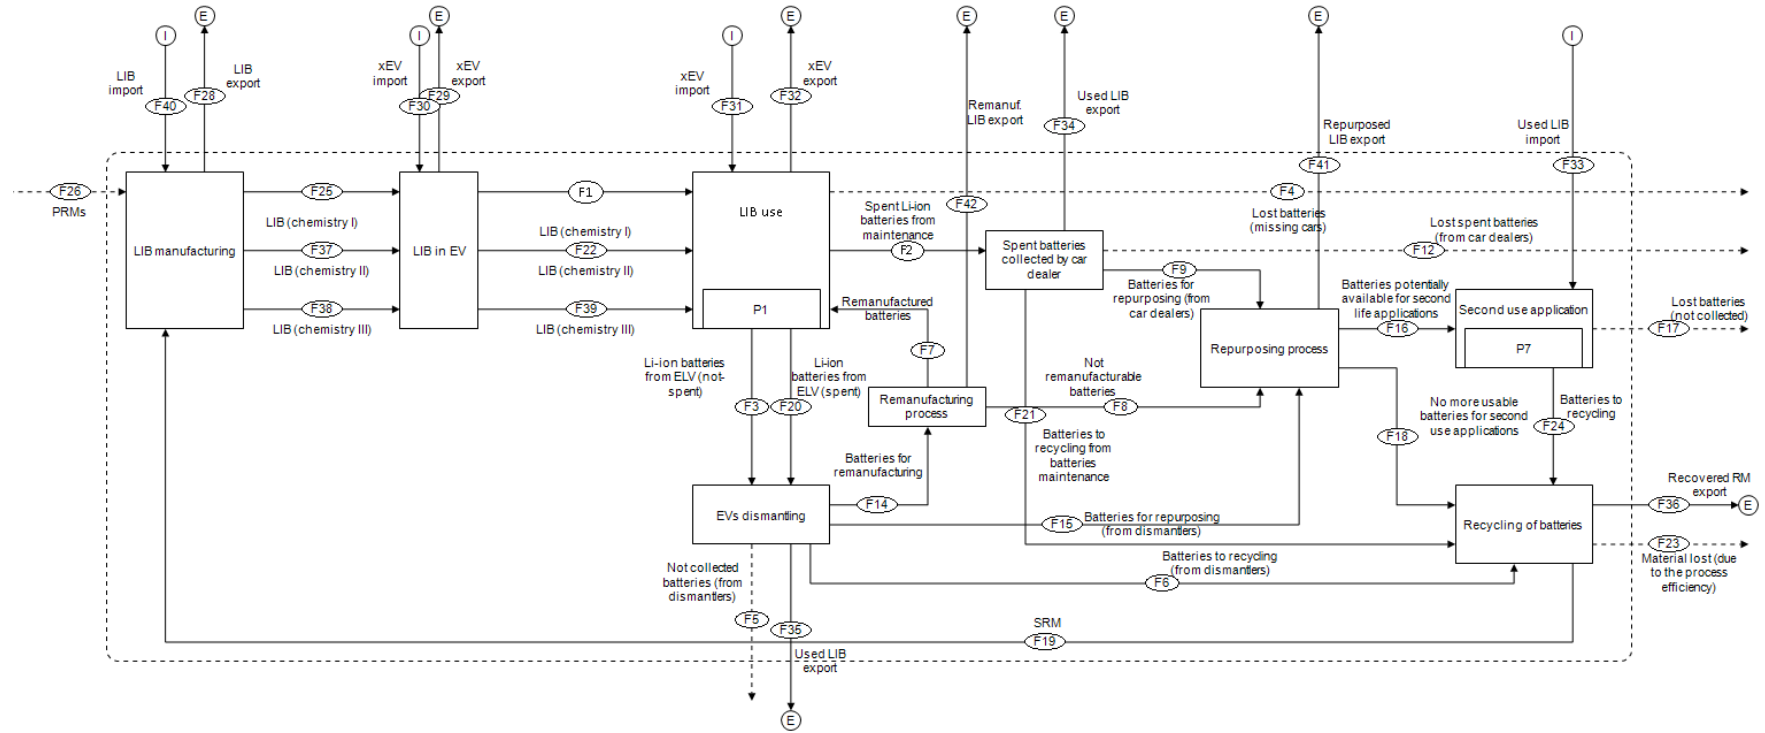 E
E
E
E
E
I
I
I
I
LIB
import
LIB
export
xEV
import
xEV
export
xEV
import
xEV
export
F40
F28
F30
F29
F31
F32
Remanuf.
LIB export
Used LIB
export
F34
Repurposed
LIB export
Used LIB
import
F41
F33
F26
PRMs
F25
LIB (chemistry I)
F37
LIB (chemistry II)
F38
LIB (chemistry III)
LIB manufacturing
LIB in EV
F1
LIB (chemistry I)
F22
LIB (chemistry II)
F39
LIB (chemistry III)
LIB use
P1
Spent Li-ion
batteries from
maintenance
F2
F42
F4
Lost batteries
(missing cars)
Spent batteries
collected by car
dealer
Lost spent batteries
(from car dealers)
F12
F9
Batteries for
repurposing (from
car dealers)
Batteries potentially
available for second
life applications
F16
Second use application
P7
Lost batteries
(not collected)
F17
Remanufactured
batteries
F7
Repurposing process
Li-ion batteries
from ELV (not-
spent)
F3
Li-ion
batteries from
ELV (spent)
F20
Remanufacturing
process
Not
remanufacturable
batteries
F8
F21
No more usable
batteries for second
use applications
F18
Batteries to
recycling
F24
Batteries for
remanufacturing
F14
Batteries to
recycling from
batteries
maintenance
EVs dismantling
F15
Batteries for repurposing
(from dismantlers)
Recycling of batteries
Recovered RM
export
F36
E
F23
Material lost (due
to the process
efficiency)
Batteries to recycling
(from dismantlers)
F6
Not collected
batteries (from
dismantlers)
F5
F35
Used LIB
export
SRM
F19
E